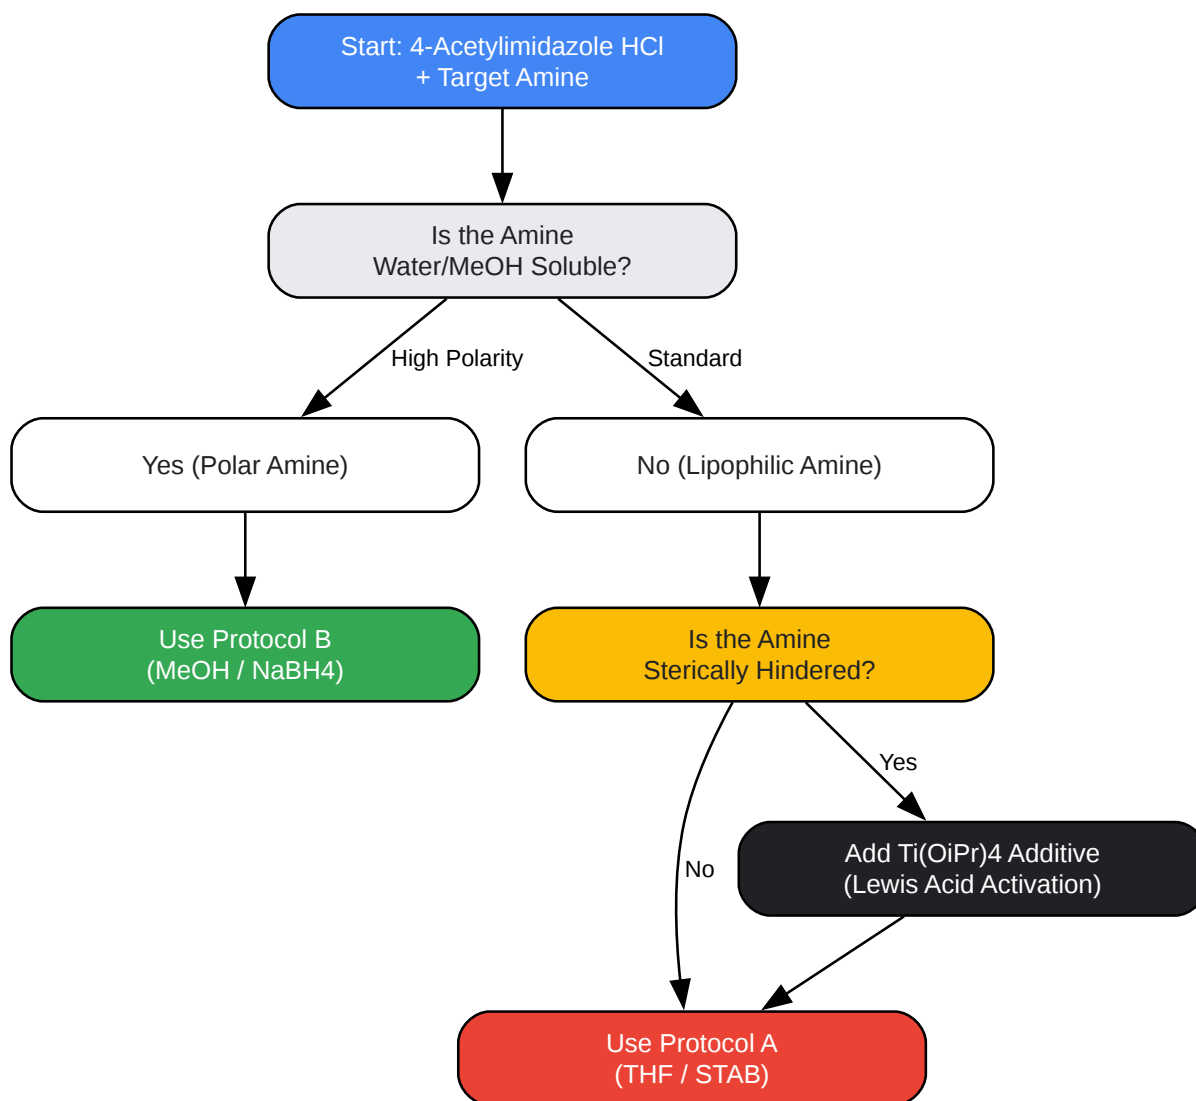 Start: 4-Acetylimidazole HCl
+ Target Amine
Is the Amine
Water/MeOH Soluble?
High Polarity
Standard
Yes (Polar Amine)
No (Lipophilic Amine)
Use Protocol B
(MeOH / NaBH4)
Is the Amine
Sterically Hindered?
Yes
Add Ti(OiPr)4 Additive
(Lewis Acid Activation)
No
Use Protocol A
(THF / STAB)